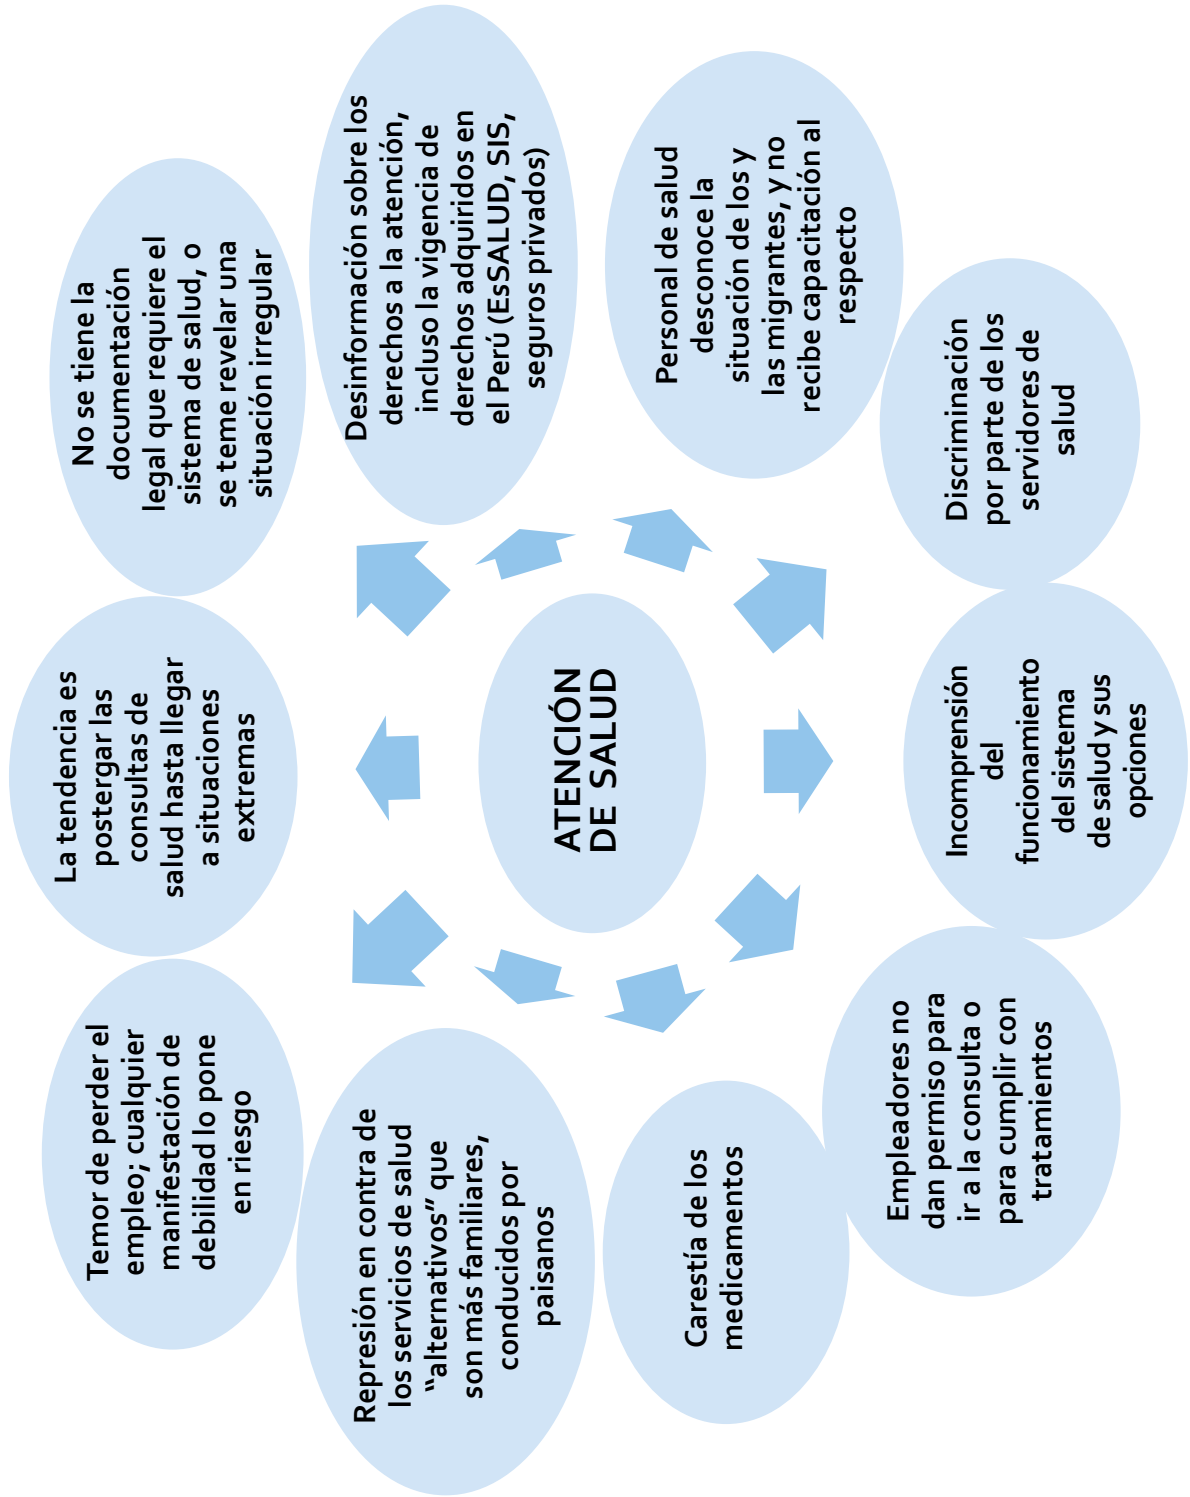 ATENCIÓN
DE SALUD
La tendencia es
postergar las
consultas de
salud hasta llegar
a situaciones
extremas
No se tiene la
documentación
legal que requiere el
sistema de salud, o
se teme revelar una
situación irregular
Desinformación sobre los
derechos a la atención,
incluso la vigencia de
derechos adquiridos en
el Perú (EsSALUD, SIS,
seguros privados)
Personal de salud
desconoce la
situación de los y
las migrantes, y no
recibe capacitación al
respecto
Discriminación
por parte de los
servidores de
salud
Incomprensión
del
funcionamiento
del sistema
de salud y sus
opciones
Empleadores no
dan permiso para
ir a la consulta o
para cumplir con
tratamientos
Carestía de los
medicamentos
Represión en contra de
los servicios de salud
“alternativos” que
son más familiares,
conducidos por
paisanos
Temor de perder el
empleo; cualquier
manifestación de
debilidad lo pone
en riesgo